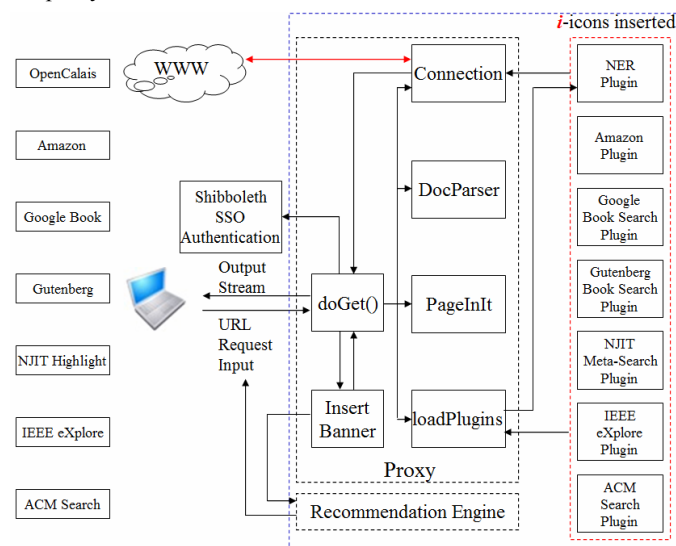 i-icons inserted
OpenCalais
Amazon
Google Book
Gutenberg
NJIT Highlight
IEEE eXplore
ACM Search
WWW
Shibboleth
SSO
Authentication
Output
Stream
URL
Request
Input
Connection
DocParser
doGet()
PageInIt
Insert
Banner
loadPlugins
Proxy
Recommendation Engine
NER
Plugin
Amazon
Plugin
Google
Book Search
Plugin
Gutenberg
Book Search
Plugin
NJIT
Meta-Search
Plugin
IEEE
eXplore
Plugin
ACM
Search
Plugin